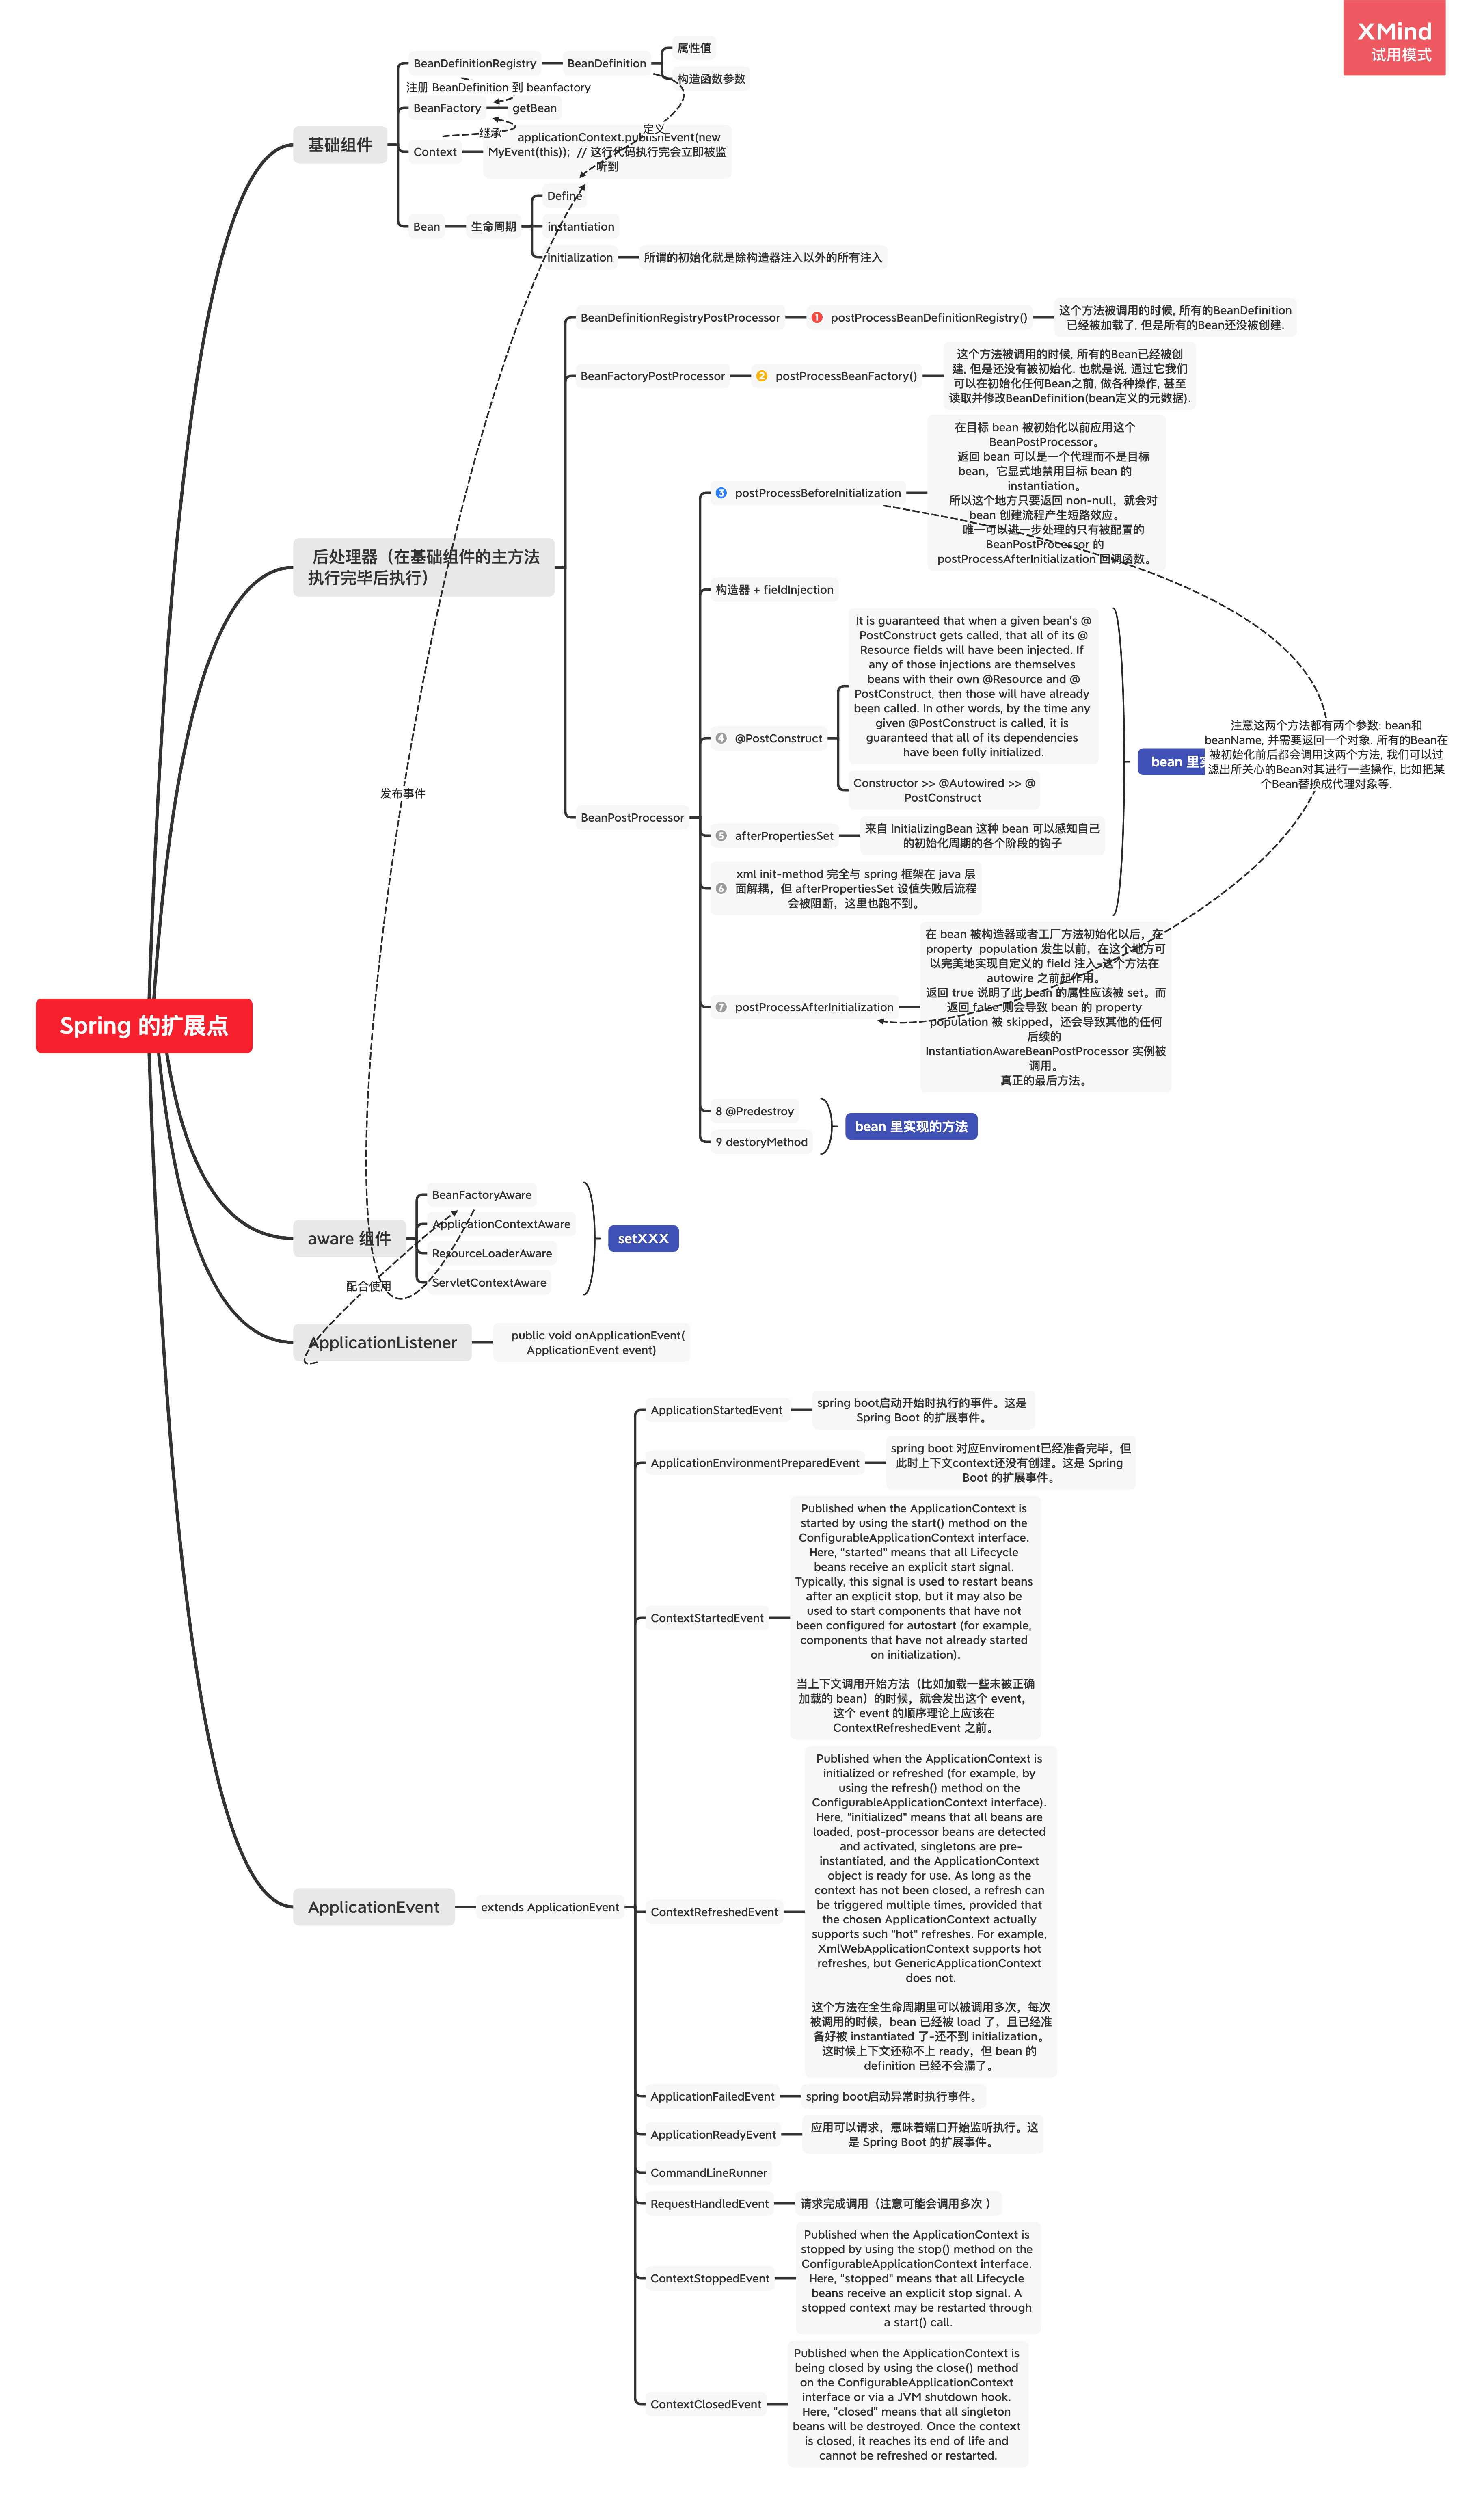 XMind
试用模式
Spring 的扩展点
基础组件
BeanDefinitionRegistry
BeanDefinition
属性值
构造函数参数
注册 BeanDefinition 到 beanfactory
BeanFactory
getBean
继承
定义
Context
applicationContext.publishEvent(new
MyEvent(this)); // 这行代码执行完会立即被监
听到
Bean
生命周期
Define
instantiation
initialization
所谓的初始化就是除构造器注入以外的所有注入
后处理器（在基础组件的主方法
执行完毕后执行）
BeanDefinitionRegistryPostProcessor
1 postProcessBeanDefinitionRegistry()
这个方法被调用的时候, 所有的BeanDefinition
已经被加载了, 但是所有的Bean还没被创建.
BeanFactoryPostProcessor
2 postProcessBeanFactory()
这个方法被调用的时候, 所有的Bean已经被创
建, 但是还没有被初始化. 也就是说, 通过它我们
可以在初始化任何Bean之前, 做各种操作, 甚至
读取并修改BeanDefinition(bean定义的元数据).
BeanPostProcessor
3 postProcessBeforeInitialization
在目标 bean 被初始化以前应用这个
BeanPostProcessor。
返回 bean 可以是一个代理而不是目标
bean，它显式地禁用目标 bean 的
instantiation。
所以这个地方只要返回 non-null，就会对
bean 创建流程产生短路效应。
唯一可以进一步处理的只有被配置的
BeanPostProcessor 的
postProcessAfterInitialization 回调函数。
构造器 + fieldInjection
4 @PostConstruct
It is guaranteed that when a given bean's @
PostConstruct gets called, that all of its @
Resource fields will have been injected. If
any of those injections are themselves
beans with their own @Resource and @
PostConstruct, then those will have already
been called. In other words, by the time any
given @PostConstruct is called, it is
guaranteed that all of its dependencies
have been fully initialized.
Constructor >> @Autowired >> @
PostConstruct
5 afterPropertiesSet
来自 InitializingBean 这种 bean 可以感知自己
的初始化周期的各个阶段的钩子
6 xml init-method 完全与 spring 框架在 java 层
面解耦，但 afterPropertiesSet 设值失败后流程
会被阻断，这里也跑不到。
bean 里实
注意这两个方法都有两个参数: bean和
beanName, 并需要返回一个对象. 所有的Bean在
被初始化前后都会调用这两个方法, 我们可以过
滤出所关心的Bean对其进行一些操作, 比如把某
个Bean替换成代理对象等.
7 postProcessAfterInitialization
在 bean 被构造器或者工厂方法初始化以后，在
property population 发生以前，在这个地方可
以完美地实现自定义的 field 注入-这个方法在
autowire 之前起作用。
返回 true 说明了此 bean 的属性应该被 set。而
返回 false 则会导致 bean 的 property
population 被 skipped，还会导致其他的任何
后续的
InstantiationAwareBeanPostProcessor 实例被
调用。
真正的最后方法。
8 @Predestroy
9 destoryMethod
bean 里实现的方法
发布事件
aware 组件
BeanFactoryAware
ApplicationContextAware
ResourceLoaderAware
ServletContextAware
setXXX
配合使用
ApplicationListener
public void onApplicationEvent(
ApplicationEvent event)
ApplicationEvent
extends ApplicationEvent
ApplicationStartedEvent
spring boot启动开始时执行的事件。这是
Spring Boot 的扩展事件。
ApplicationEnvironmentPreparedEvent
spring boot 对应Enviroment已经准备完毕，但
此时上下文context还没有创建。这是 Spring
Boot 的扩展事件。
ContextStartedEvent
Published when the ApplicationContext is
started by using the start() method on the
ConfigurableApplicationContext interface.
Here, “started” means that all Lifecycle
beans receive an explicit start signal.
Typically, this signal is used to restart beans
after an explicit stop, but it may also be
used to start components that have not
been configured for autostart (for example,
components that have not already started
on initialization).
当上下文调用开始方法（比如加载一些未被正确
加载的 bean）的时候，就会发出这个 event，
这个 event 的顺序理论上应该在
ContextRefreshedEvent 之前。
ContextRefreshedEvent
Published when the ApplicationContext is
initialized or refreshed (for example, by
using the refresh() method on the
ConfigurableApplicationContext interface).
Here, “initialized” means that all beans are
loaded, post-processor beans are detected
and activated, singletons are pre-
instantiated, and the ApplicationContext
object is ready for use. As long as the
context has not been closed, a refresh can
be triggered multiple times, provided that
the chosen ApplicationContext actually
supports such “hot” refreshes. For example,
XmlWebApplicationContext supports hot
refreshes, but GenericApplicationContext
does not.
这个方法在全生命周期里可以被调用多次，每次
被调用的时候，bean 已经被 load 了，且已经准
备好被 instantiated 了-还不到 initialization。
这时候上下文还称不上 ready，但 bean 的
definition 已经不会漏了。
ApplicationFailedEvent
spring boot启动异常时执行事件。
ApplicationReadyEvent
应用可以请求，意味着端口开始监听执行。这
是 Spring Boot 的扩展事件。
CommandLineRunner
RequestHandledEvent
请求完成调用（注意可能会调用多次 ）
ContextStoppedEvent
Published when the ApplicationContext is
stopped by using the stop() method on the
ConfigurableApplicationContext interface.
Here, “stopped” means that all Lifecycle
beans receive an explicit stop signal. A
stopped context may be restarted through
a start() call.
ContextClosedEvent
Published when the ApplicationContext is
being closed by using the close() method
on the ConfigurableApplicationContext
interface or via a JVM shutdown hook.
Here, "closed" means that all singleton
beans will be destroyed. Once the context
is closed, it reaches its end of life and
cannot be refreshed or restarted.